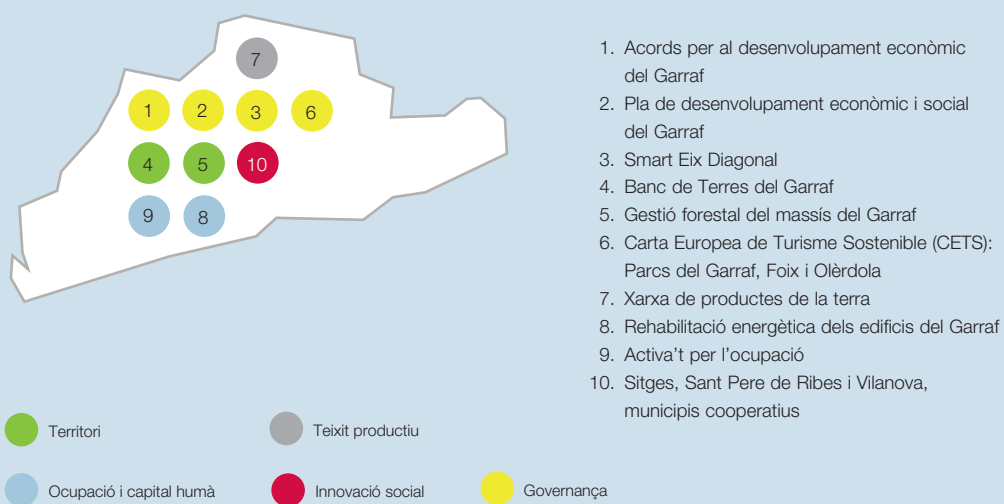 7
1 2 3 6
4 5 10
9 8
1. Acords per al desenvolupament econòmic
del Garraf
2. Pla de desenvolupament econòmic i social
del Garraf
3. Smart Eix Diagonal
4. Banc de Terres del Garraf
5. Gestió forestal del massís del Garraf
6. Carta Europea de Turisme Sostenible (CETS):
Parcs del Garraf, Foix i Olèrdola
7. Xarxa de productes de la terra
8. Rehabilitació energètica dels edificis del Garraf
9. Activa’t per l’ocupació
10. Sitges, Sant Pere de Ribes i Vilanova,
municipis cooperatius
Territori Teixit productiu
Ocupació i capital humà Innovació social Governança